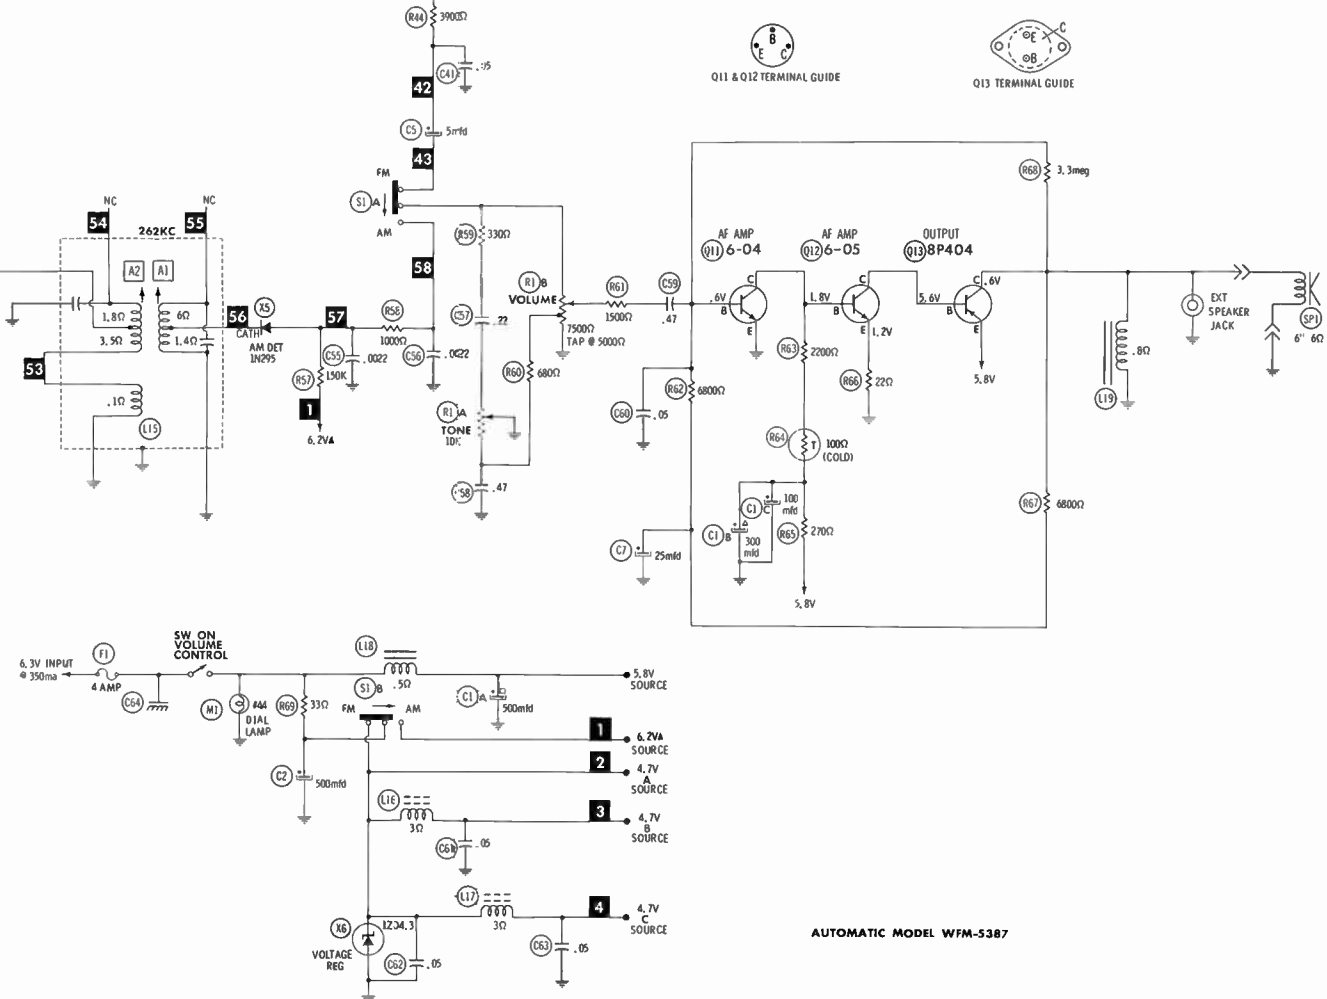 R44 3900Ω
C41 .05
42
C5 5mfd
43
FM
S1 A
AM
58
B
E C
Q11 & Q12 TERMINAL GUIDE
E C
B
Q13 TERMINAL GUIDE
NC
54
NC
55
262KC
A2 A1
1.8Ω
6Ω
3.5Ω
1.4Ω
53
.1Ω
L15
56
X5
CATH
AM DET
1N295
57
R58
1000Ω
C55 .0022
C56 .0022
R57 150K
1
6.2V▲
R59 330Ω
C57 .22
R1 B
VOLUME
7500Ω
TAP @ 5000Ω
R60 680Ω
R1 A
TONE
10K
.47
R61
1500Ω
C59
.47
R68 3.3meg
AF AMP
Q11 6-04
AF AMP
Q12 6-05
OUTPUT
Q13 8P404
.6V
B
C
E
1.8V
B
C
E
1.2V
5.6V
B
C
E
.6V
5.8V
R62 6800Ω
C60 .05
R63 2200Ω
R66 22Ω
R64 T 100Ω
(COLD)
C1 C 100
mfd
C1 B 300
mfd
R65 270Ω
5.8V
C7 25mfd
R67 6800Ω
L19 .8Ω
EXT
SPEAKER
JACK
SP1
6" 6Ω
6.3V INPUT
@ 350ma
F1
4 AMP
C64
SW ON
VOLUME
CONTROL
M1 #44
DIAL
LAMP
R69 33Ω
L18
.5Ω
S1 B
FM AM
C1 A 500mfd
5.8V
SOURCE
1
6.2V▲
SOURCE
C2 500mfd
2
4.7V
A
SOURCE
L16
3Ω
C61 .05
3
4.7V
B
SOURCE
L17
3Ω
4
4.7V
C
SOURCE
X6 1ZD4.3
VOLTAGE
REG
C62 .05
C63 .05
AUTOMATIC MODEL WFM-5387